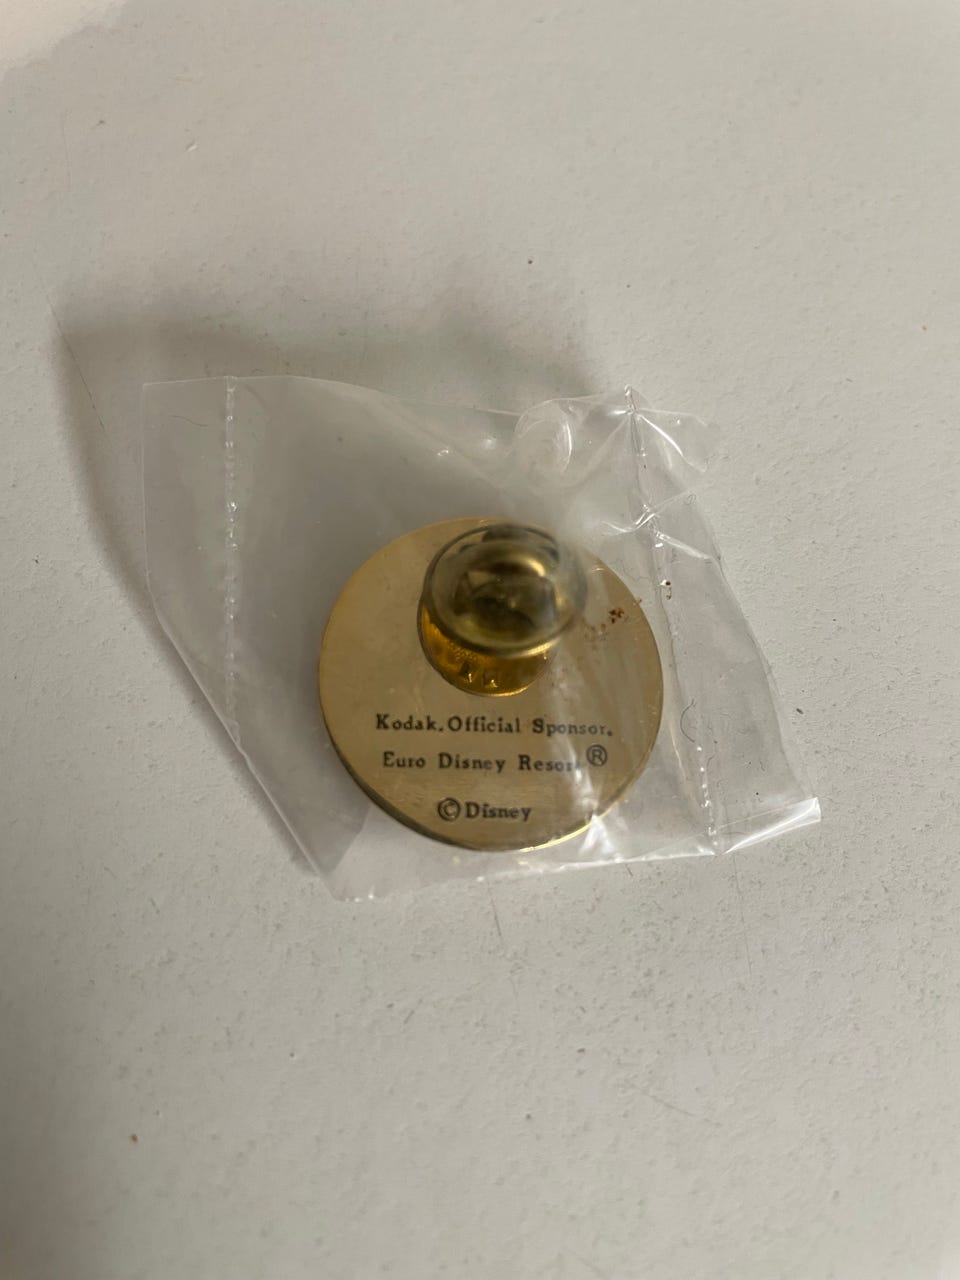 Kodak. Official Sponsor.
Euro Disney Resort ®
© Disney